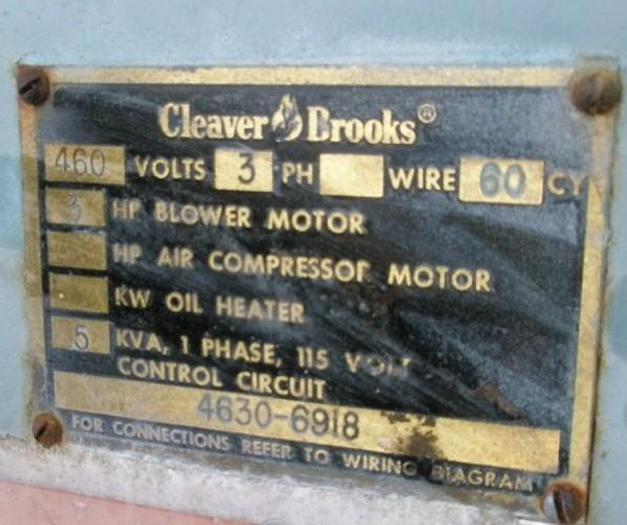 Cleaver Brooks®
460 VOLTS 3 PH WIRE 60 CY
3 HP BLOWER MOTOR
HP AIR COMPRESSOR MOTOR
KW OIL HEATER
5 KVA, 1 PHASE, 115 VOLT
CONTROL CIRCUIT
4630-6918
FOR CONNECTIONS REFER TO WIRING DIAGRAM